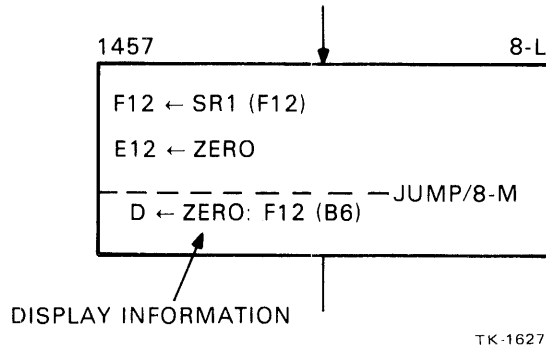 1457 8-L
F12 ← SR1 (F12)
E12 ← ZERO
JUMP/8-M
D ← ZERO: F12 (B6)
DISPLAY INFORMATION
TK-1627